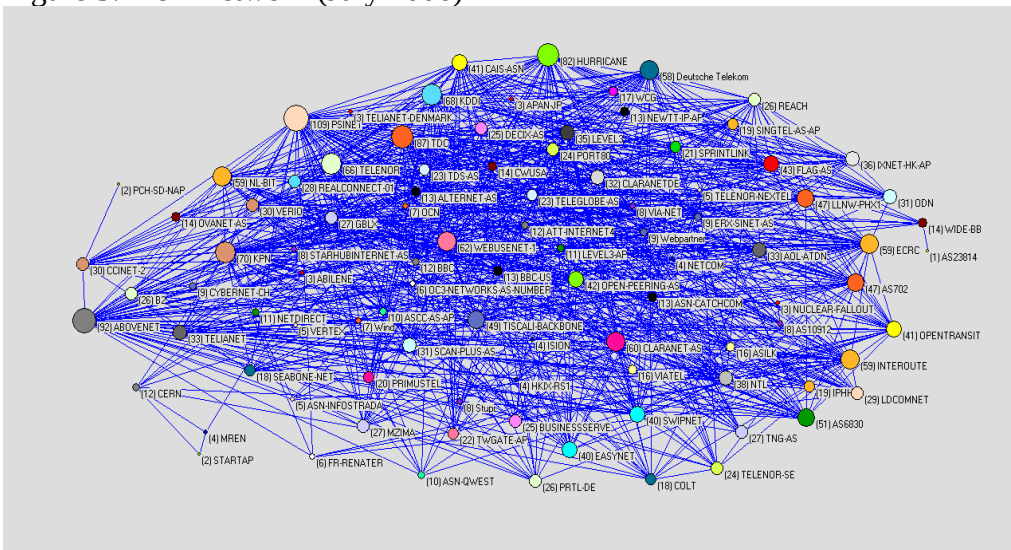 (82) HURRICANE
(41) CAIS-ASN
(58) Deutsche Telekom
(68) KDDI
(17) WCG
(3) APAN-JP
(26) REACH
(13) NEWTT-IP-AP
(3) TELIANET-DENMARK
(109) PSINET
(19) SINGTEL-AS-AP
(25) DECIX-AS
(35) LEVEL3
(87) TDC
(21) SPRINTLINK
(24) PORT80
(36) IXNET-HK-AP
(66) TELENOR
(43) FLAG-AS
(23) TDS-AS
(14) CWUSA
(59) NL-BIT
(32) CLARANETDE
(28) REALCONNECT-01
(2) PCH-SD-NAP
(13) ALTERNET-AS
(5) TELENOR-NEXTEL
(23) TELEGLOBE-AS
(47) LLNW-PHX1
(31) ODN
(30) VERIO
(7) OCN
(8) VIA-NET
(14) OVANET-AS
(27) GBLX
(9) ERX-SINET-AS
(14) WIDE-BB
(12) ATT-INTERNET4
(9) Webpartner
(62) WEBUSENET-1
(59) ECRC
(70) KPN
(8) STARHUBINTERNET-AS
(11) LEVEL3-AP
(33) AOL-ATDN
(1) AS23814
(12) BBC
(4) NETCOM
(30) CCINET-2
(3) ABILENE
(13) BBC-US
(6) OC3-NETWORKS-AS-NUMBER
(42) OPEN-PEERING-AS
(47) AS702
(9) CYBERNET-CH
(26) B2
(13) ASN-CATCHCOM
(3) NUCLEAR-FALLOUT
(11) NETDIRECT
(10) ASCC-AS-AP
(92) ABOVENET
(5) VERTEX
(7) Wind
(49) TISCALI-BACKBONE
(8) AS10912
(33) TELIANET
(41) OPENTRANSIT
(31) SCAN-PLUS-AS
(4) ISION
(60) CLARANET-AS
(16) ASILK
(59) INTEROUTE
(18) SEABONE-NET
(16) VIATEL
(20) PRIMUSTEL
(38) NTL
(12) CERN
(4) HKIX-RS1
(19) IPHH
(29) LDCOMNET
(5) ASN-INFOSTRADA
(8) Stupi
(40) SWIPNET
(51) AS6830
(25) BUSINESSSERVE
(27) MZIMA
(4) MREN
(22) TWGATE-AP
(27) TNG-AS
(40) EASYNET
(2) STARTAP
(6) FR-RENATER
(24) TELENOR-SE
(10) ASN-QWEST
(26) PRTL-DE
(18) COLT